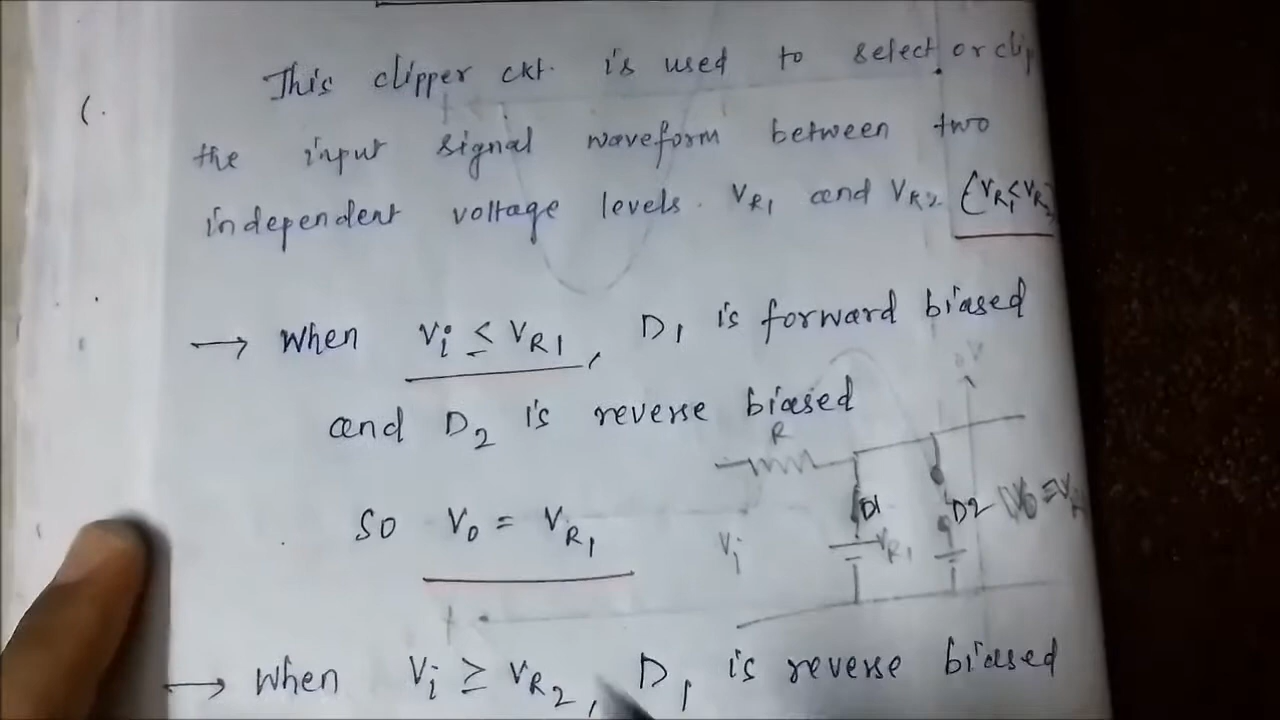 This clipper ckt. is used to select or clip
(.
the input signal waveform between two
independent voltage levels. VR1 and VR2 (VR1<VR2
→ when Vi ≤ VR1, D1 is forward biased
and D2 is reverse biased
R
so Vo = VR1
Vi
D1
VR1
D2
→ when Vi ≥ VR2, D1 is reverse biased